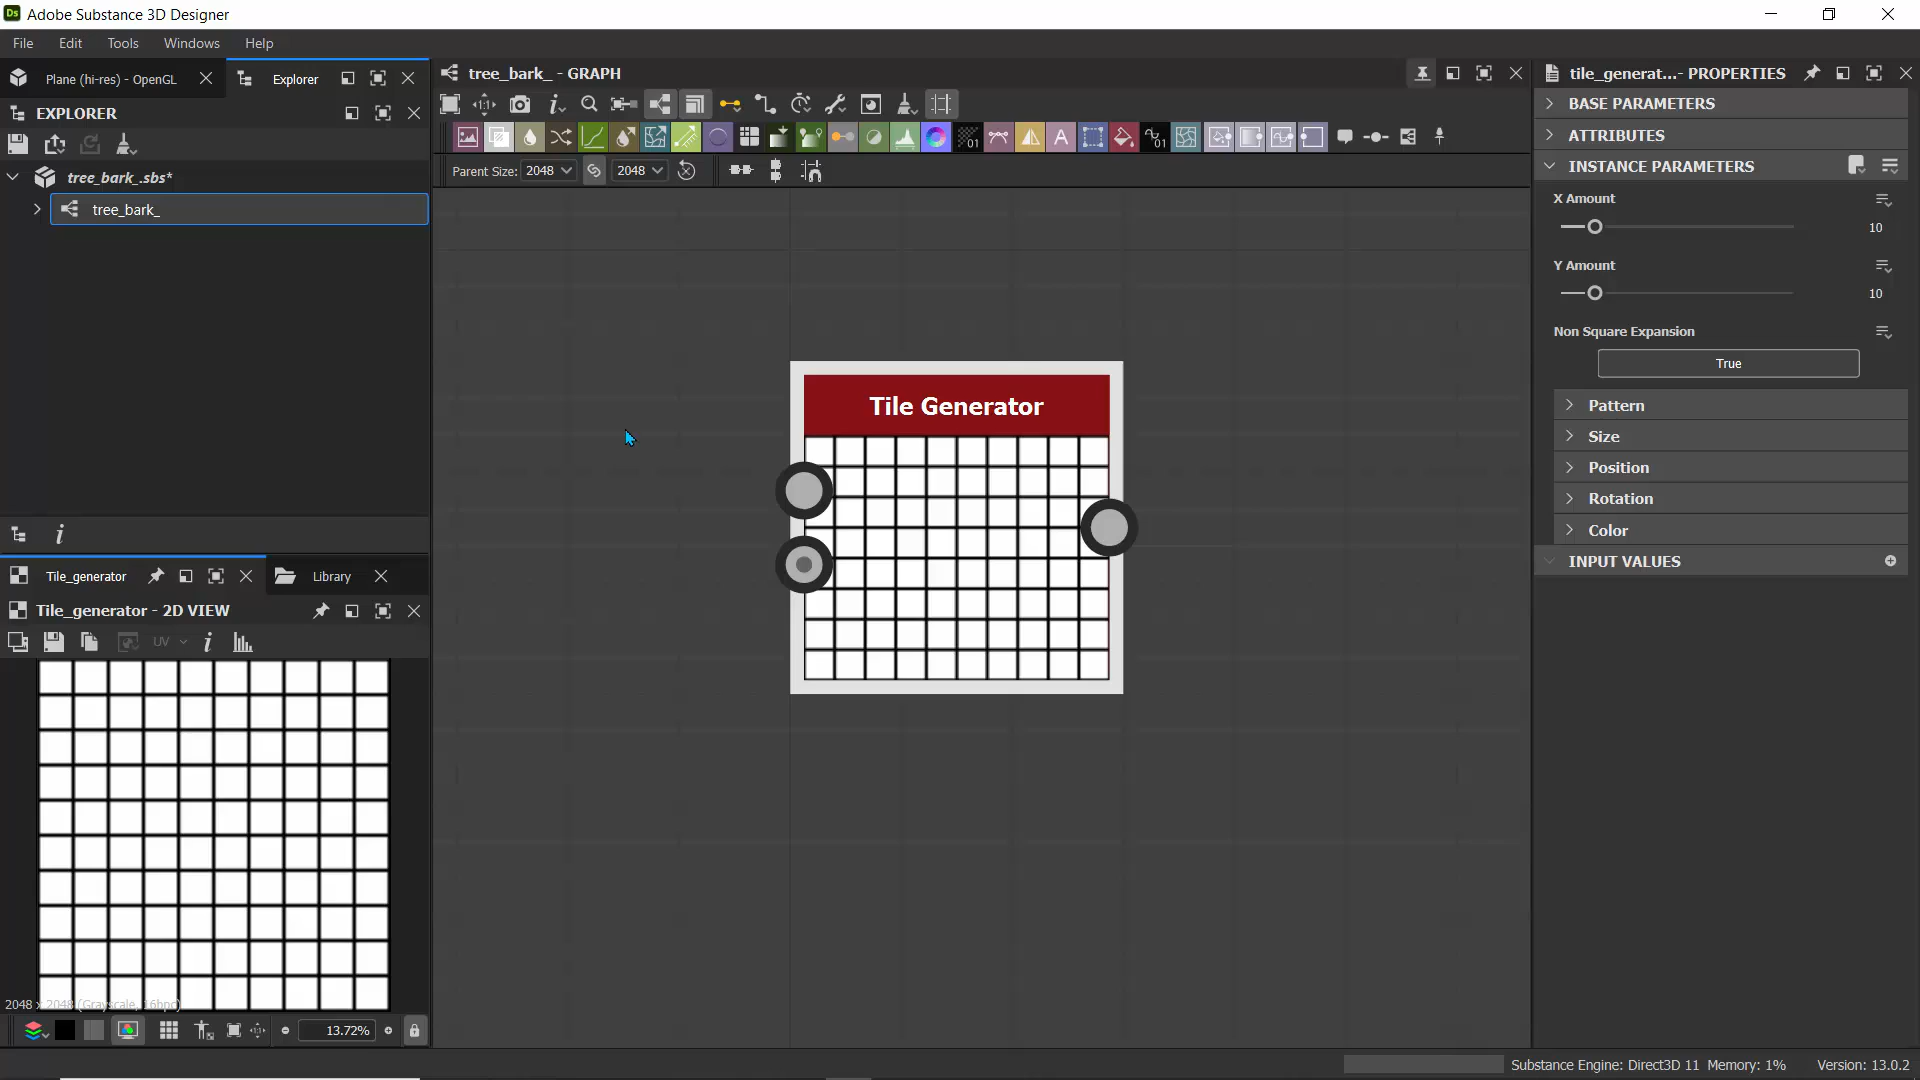 Adobe Substance 3D Designer
File Edit Tools Windows Help
Plane (hi-res) - OpenGL
Explorer
EXPLORER
tree_bark_.sbs*
tree_bark_
Tile_generator
Library
Tile_generator - 2D VIEW
UV
2048 x 2048 (Grayscale, 16bpc)
13.72%
tree_bark_ - GRAPH
Parent Size: 2048 2048
Tile Generator
tile_generat...- PROPERTIES
BASE PARAMETERS
ATTRIBUTES
INSTANCE PARAMETERS
X Amount
10
Y Amount
10
Non Square Expansion
True
Pattern
Size
Position
Rotation
Color
INPUT VALUES
Substance Engine: Direct3D 11 Memory: 1% Version: 13.0.2